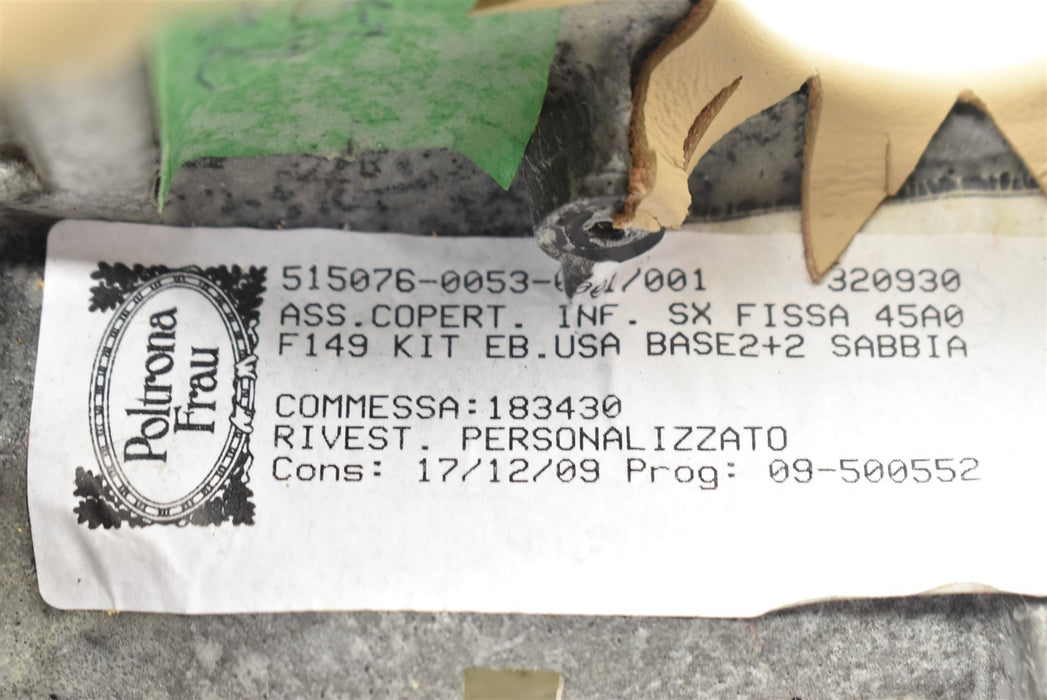 Poltrona
Frau
515076-0053- /001 320930
ASS.COPERT. INF. SX FISSA 45A0
F149 KIT EB.USA BASE2+2 SABBIA
COMMESSA:183430
RIVEST. PERSONALIZZATO
Cons: 17/12/09 Prog: 09-500552